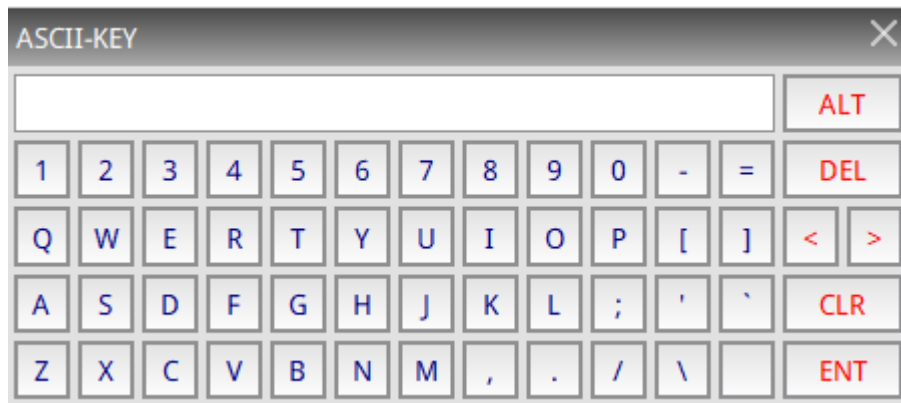 ASCII-KEY
ALT
1 2 3 4 5 6 7 8 9 0 - = DEL
Q W E R T Y U I O P [ ] < >
A S D F G H J K L ; ' ` CLR
Z X C V B N M , . / \ ENT